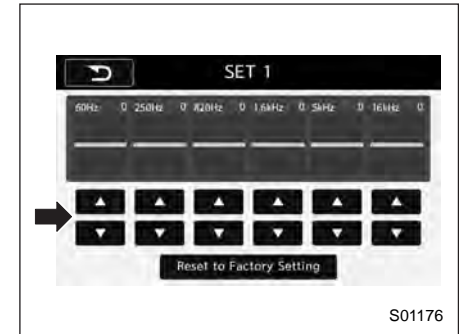 SET 1
60Hz 0 250Hz 0 820Hz 0 1.6kHz 0 5kHz 0 16kHz 0
Reset to Factory Setting
S01176